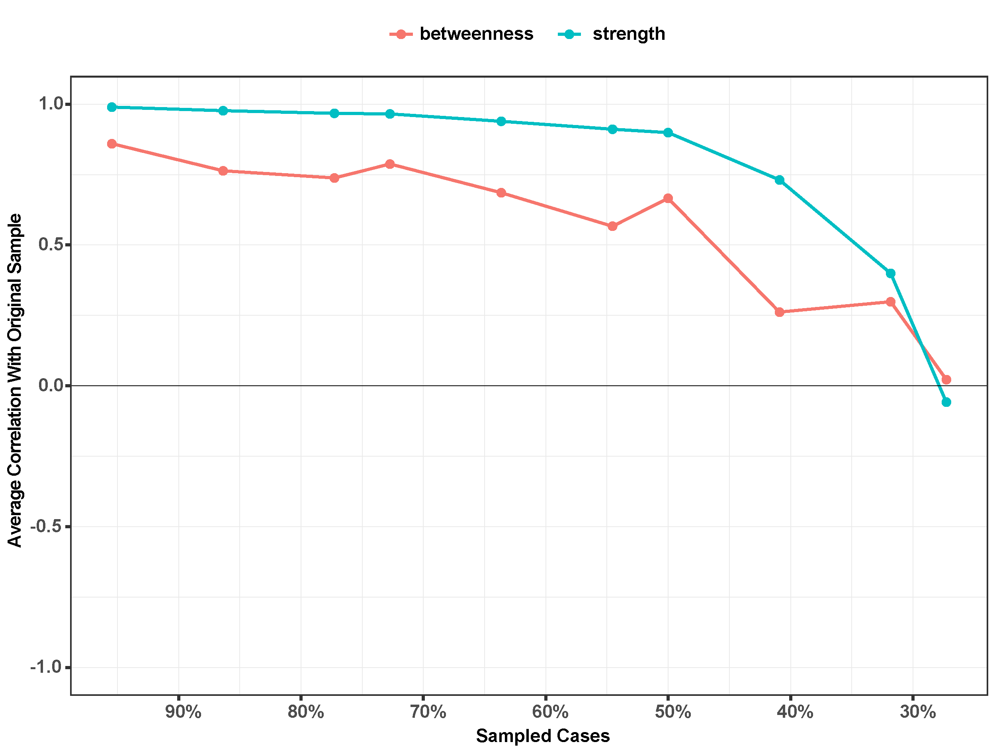 betweenness strength
1.0
0.5
0.0
-0.5
-1.0
Average Correlation With Original Sample
90% 80% 70% 60% 50% 40% 30%
Sampled Cases